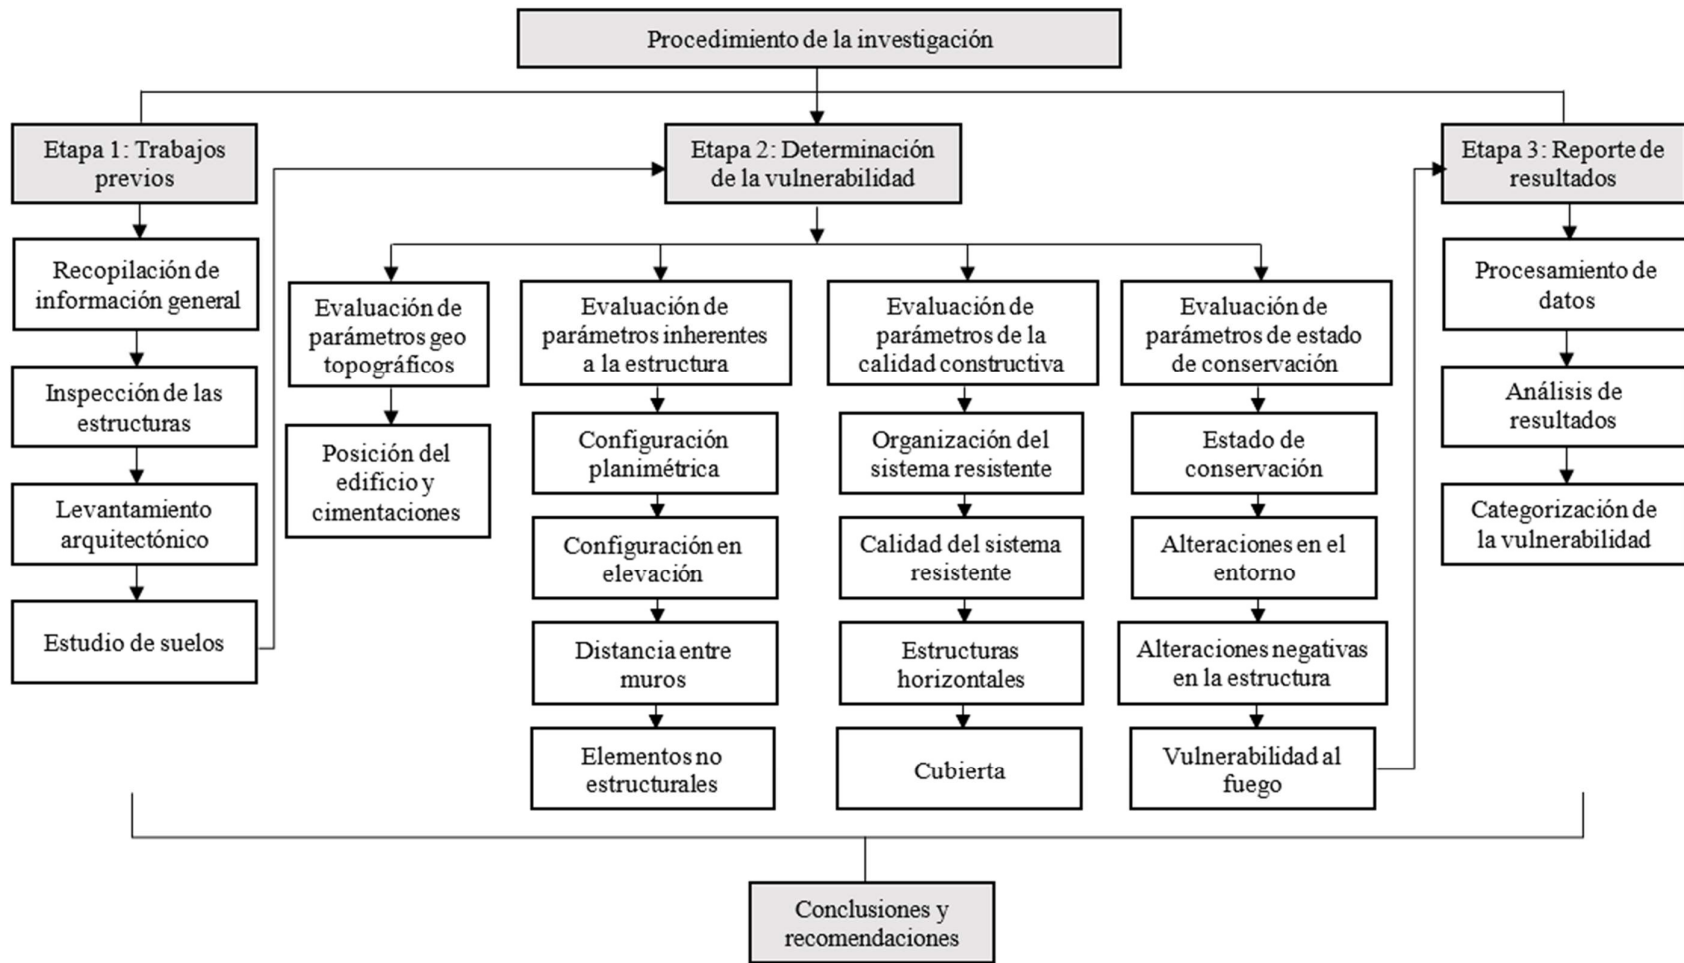 Procedimiento de la investigación
Etapa 1: Trabajos
previos
Recopilación de
información general
Inspección de las
estructuras
Levantamiento
arquitectónico
Estudio de suelos
Etapa 2: Determinación
de la vulnerabilidad
Evaluación de
parámetros geo
topográficos
Posición del
edificio y
cimentaciones
Evaluación de
parámetros inherentes
a la estructura
Configuración
planimétrica
Configuración en
elevación
Distancia entre
muros
Elementos no
estructurales
Evaluación de
parámetros de la
calidad constructiva
Organización del
sistema resistente
Calidad del sistema
resistente
Estructuras
horizontales
Cubierta
Evaluación de
parámetros de estado
de conservación
Estado de
conservación
Alteraciones en el
entorno
Alteraciones negativas
en la estructura
Vulnerabilidad al
fuego
Etapa 3: Reporte de
resultados
Procesamiento de
datos
Análisis de
resultados
Categorización de
la vulnerabilidad
Conclusiones y
recomendaciones